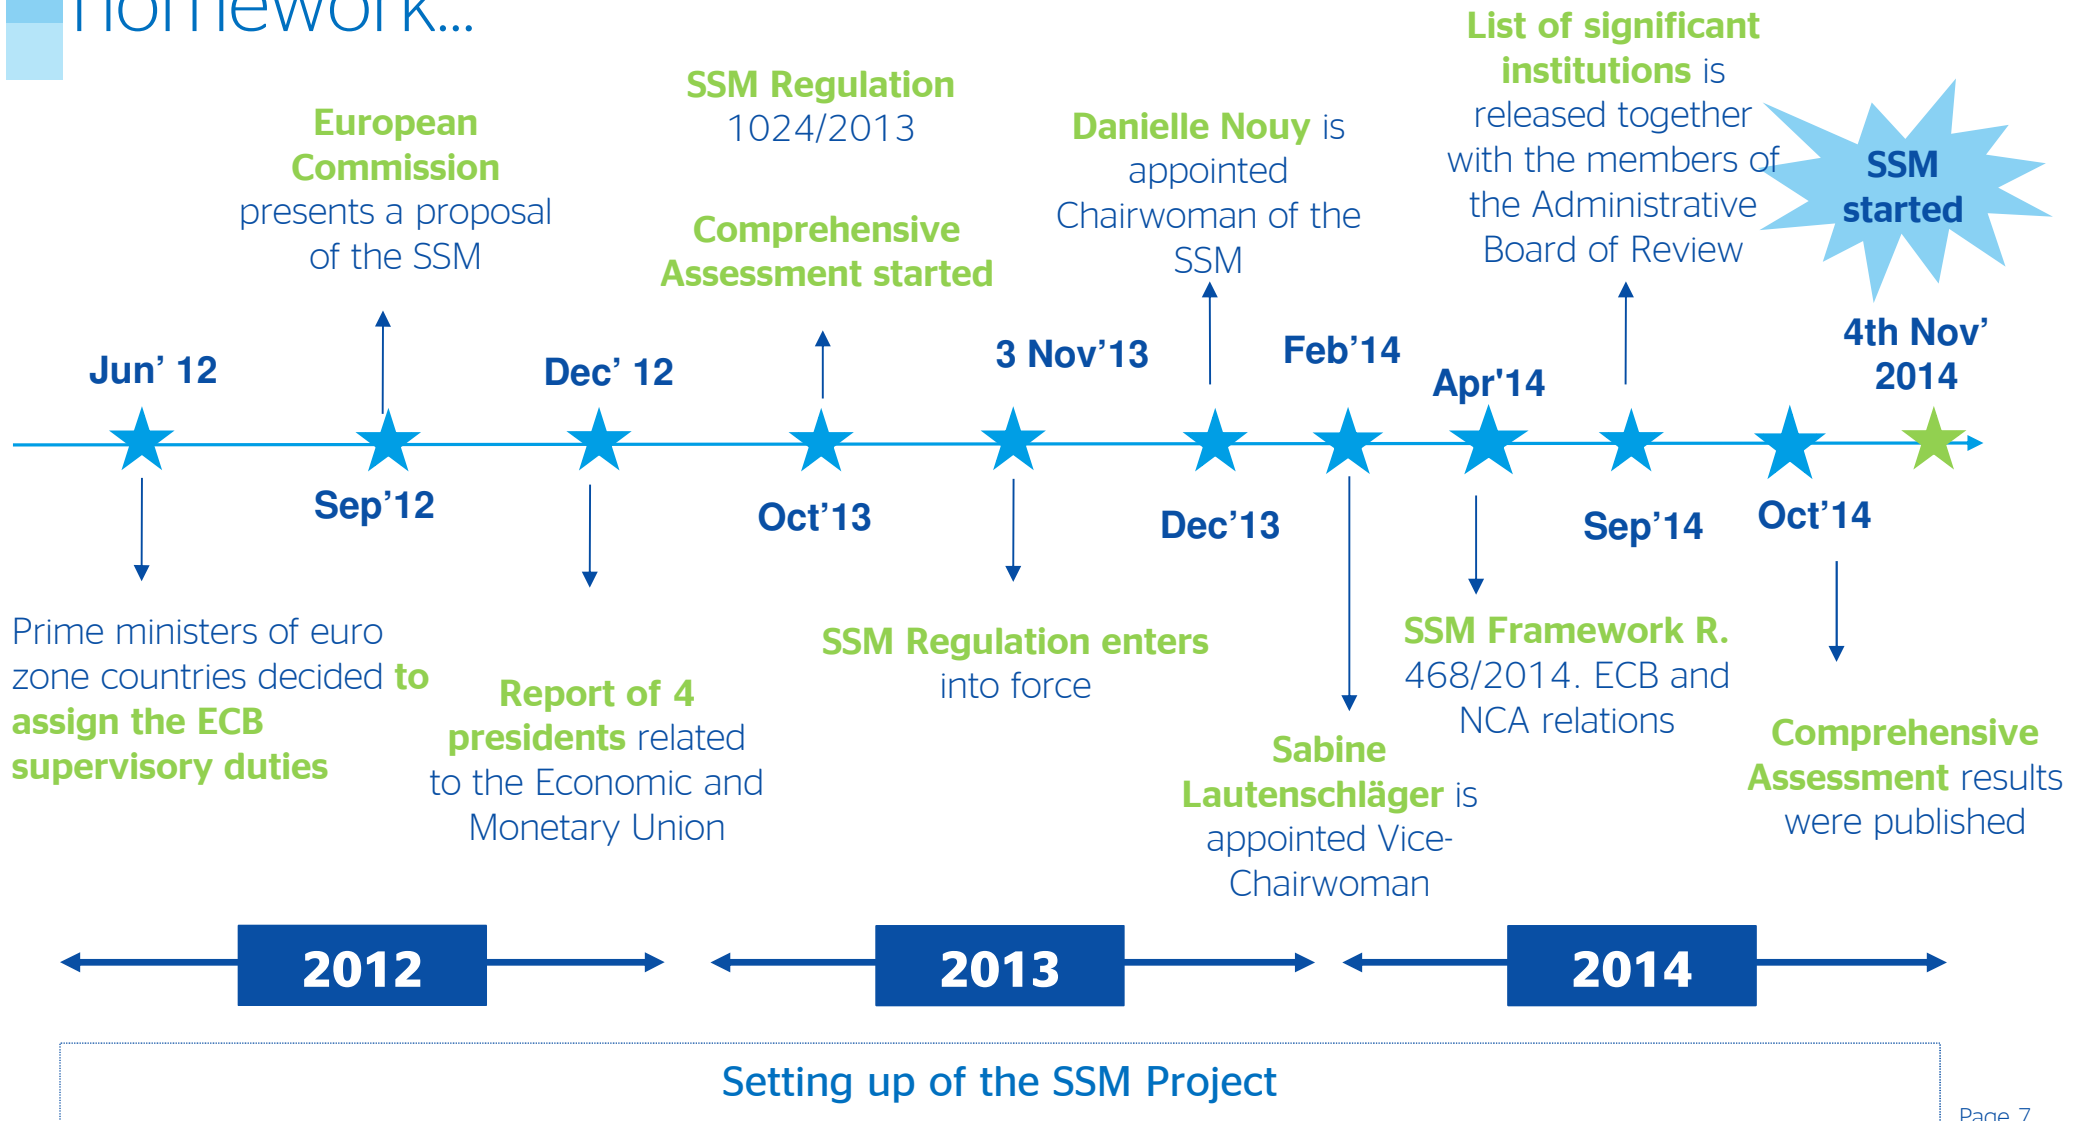 homework...
List of significant
institutions is
released together
with the members of
the Administrative
Board of Review
SSM Regulation
1024/2013
European
Commission
presents a proposal
of the SSM
Danielle Nouy is
appointed
Chairwoman of the
SSM
SSM
started
Comprehensive
Assessment started
Jun’ 12
Dec’ 12
3 Nov’13
Feb’14
Apr'14
4th Nov’
2014
Sep’12
Oct’13
Dec’13
Sep’14
Oct’14
Prime ministers of euro
zone countries decided to
assign the ECB
supervisory duties
Report of 4
presidents related
to the Economic and
Monetary Union
SSM Regulation enters
into force
Sabine
Lautenschläger is
appointed Vice-
Chairwoman
SSM Framework R.
468/2014. ECB and
NCA relations
Comprehensive
Assessment results
were published
2012
2013
2014
Setting up of the SSM Project
Page 7